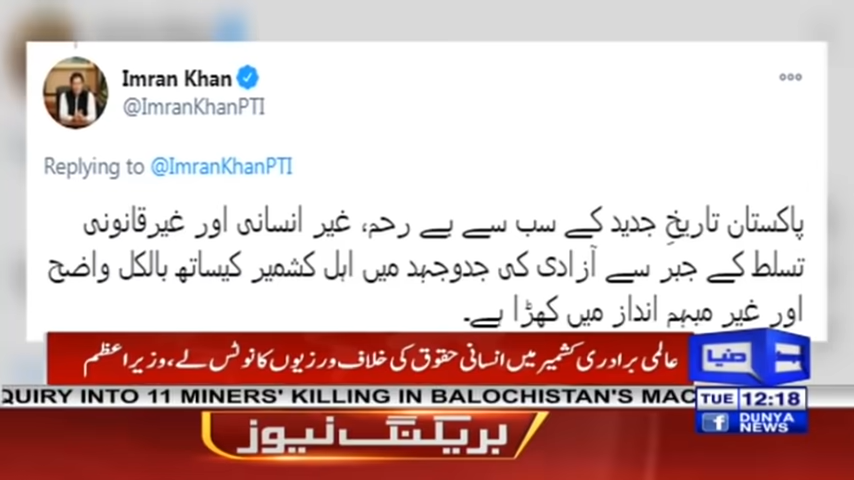 Imran Khan
@ImranKhanPTI
Replying to @ImranKhanPTI
پاکستان تاریخِ جدید کے سب سے بے رحم، غیر انسانی اور غیرقانونی
تسلط کے جبر سے آزادی کی جدوجہد میں اہل کشمیر کیساتھ بالکل واضح
اور غیر مبہم انداز میں کھڑا ہے۔
عالمی برادری کشمیر میں انسانی حقوق کی خلاف ورزیوں کا نوٹس لے، وزیراعظم
دنیا
QUIRY INTO 11 MINERS' KILLING IN BALOCHISTAN'S MAC
TUE 12:18
DUNYA
NEWS
بریکنگ نیوز